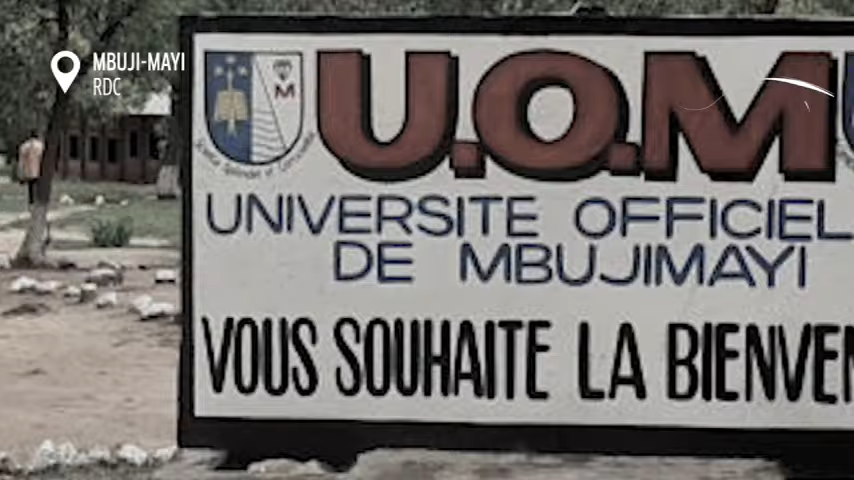 MBUJI-MAYI
RDC
U.O.M
M
UNIVERSITE OFFICIEL
DE MBUJIMAYI
VOUS SOUHAITE LA BIENVEN